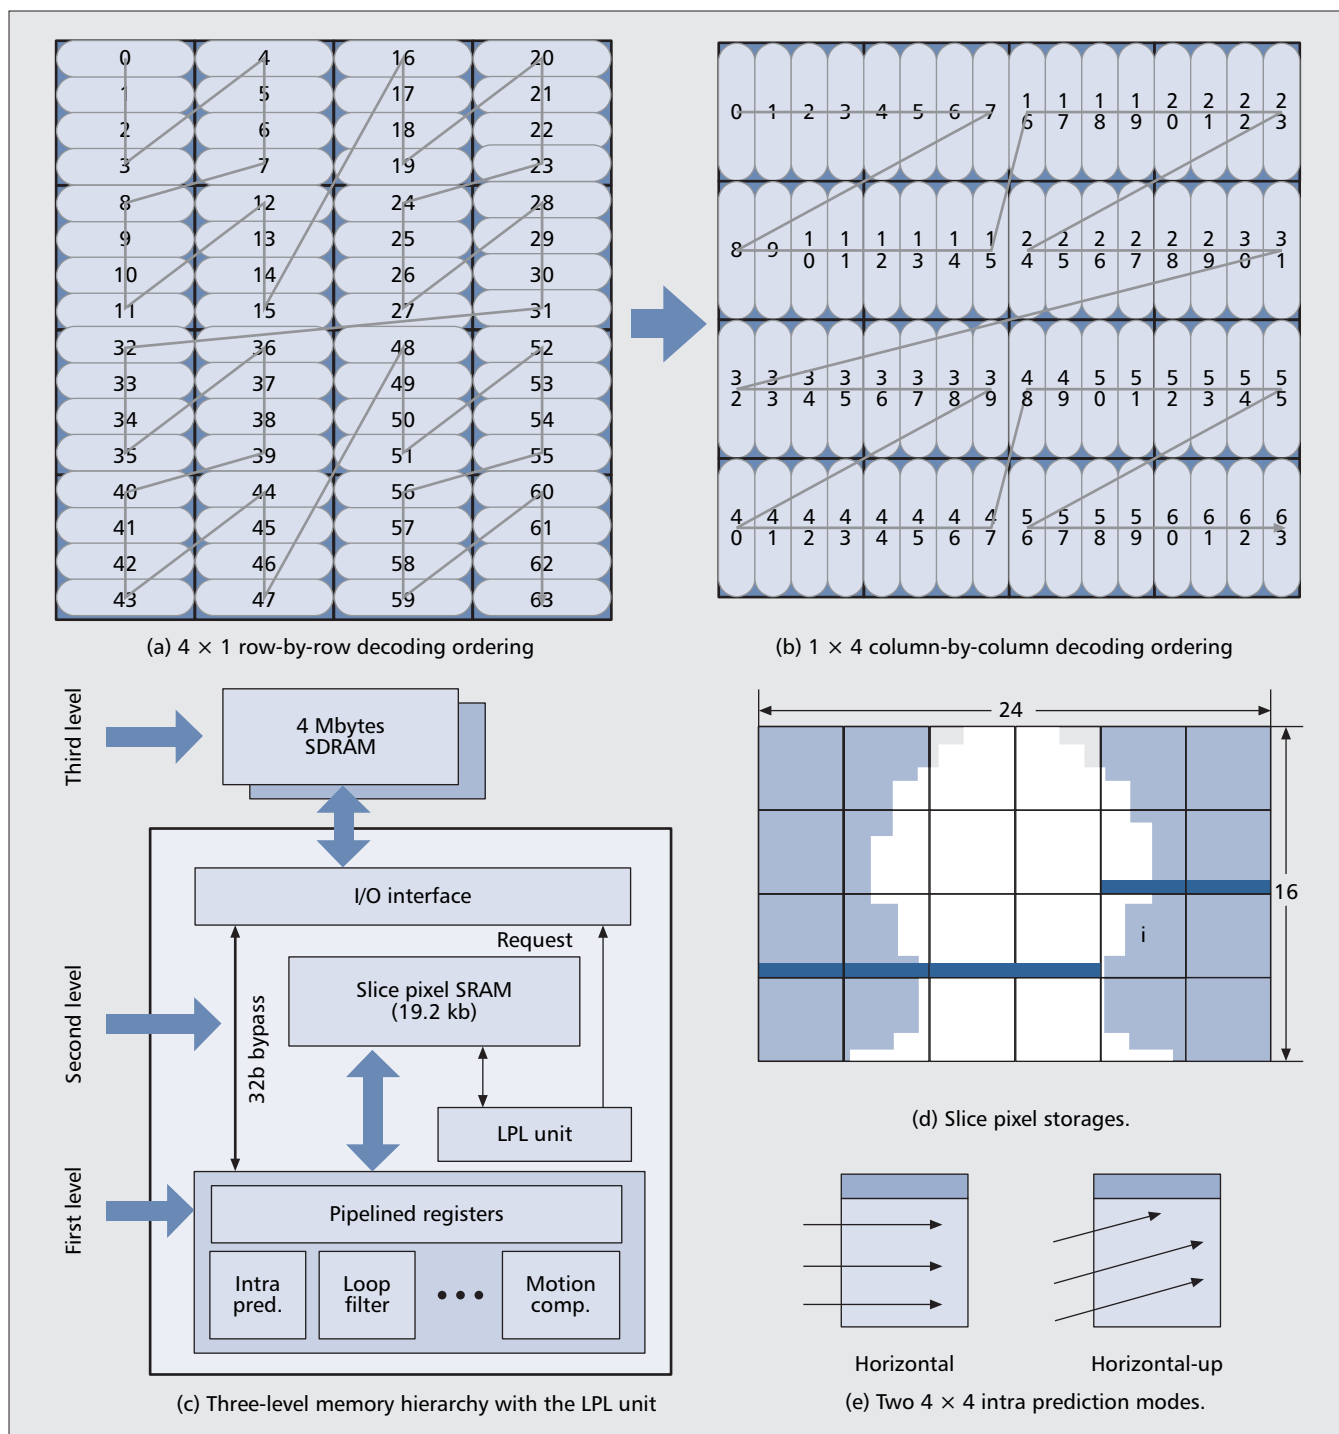 0 4 16 20
1 5 17 21
2 6 18 22
3 7 19 23
8 12 24 28
9 13 25 29
10 14 26 30
11 15 27 31
32 36 48 52
33 37 49 53
34 38 50 54
35 39 51 55
40 44 56 60
41 45 57 61
42 46 58 62
43 47 59 63
(a) 4 × 1 row-by-row decoding ordering
0 1 2 3 4 5 6 7 16 17 18 19 20 21 22 23
8 9 10 11 12 13 14 15 24 25 26 27 28 29 30 31
32 33 34 35 36 37 38 39 48 49 50 51 52 53 54 55
40 41 42 43 44 45 46 47 56 57 58 59 60 61 62 63
(b) 1 × 4 column-by-column decoding ordering
Third level
4 Mbytes
SDRAM
I/O interface
Request
Second level
32b bypass
Slice pixel SRAM
(19.2 kb)
LPL unit
First level
Pipelined registers
Intra
pred.
Loop
filter
•••
Motion
comp.
(c) Three-level memory hierarchy with the LPL unit
24
16
i
(d) Slice pixel storages.
Horizontal
Horizontal-up
(e) Two 4 × 4 intra prediction modes.